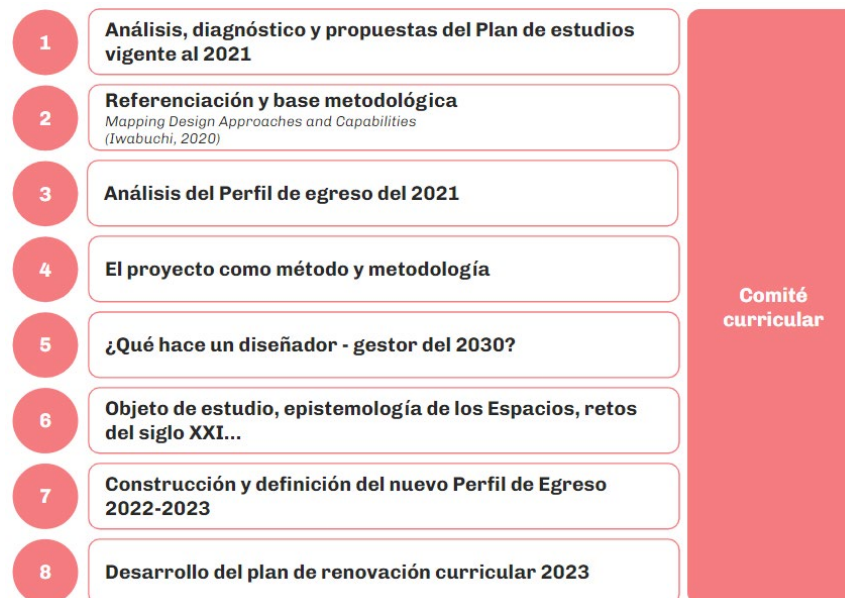 1
Análisis, diagnóstico y propuestas del Plan de estudios
vigente al 2021
2
Referenciación y base metodológica
Mapping Design Approaches and Capabilities
(Iwabuchi, 2020)
3
Análisis del Perfil de egreso del 2021
4
El proyecto como método y metodología
5
¿Qué hace un diseñador - gestor del 2030?
6
Objeto de estudio, epistemología de los Espacios, retos
del siglo XXI...
7
Construcción y definición del nuevo Perfil de Egreso
2022-2023
8
Desarrollo del plan de renovación curricular 2023
Comité
curricular